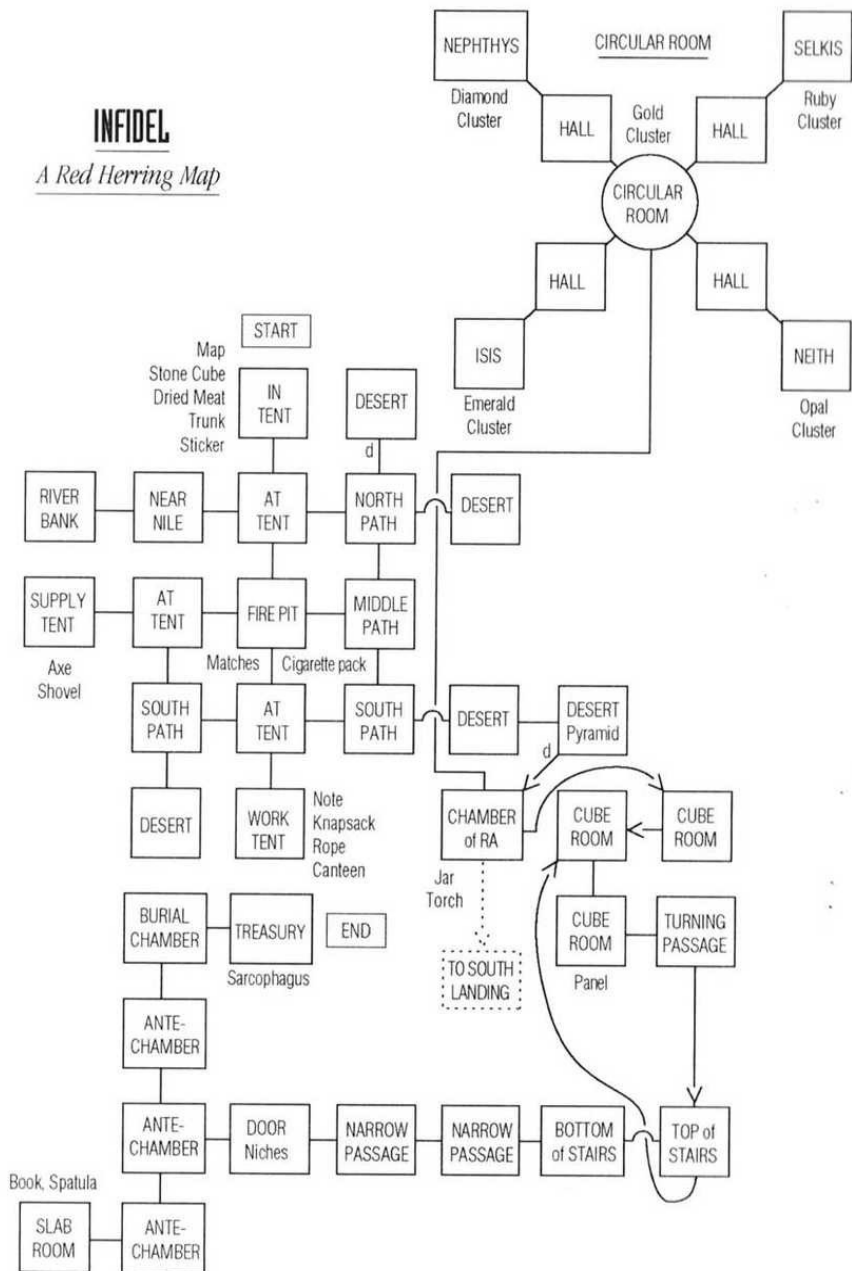 INFIDEL
A Red Herring Map
NEPHTHYS
CIRCULAR ROOM
SELKIS
Diamond
Cluster
HALL
Gold
Cluster
HALL
Ruby
Cluster
CIRCULAR
ROOM
HALL
HALL
ISIS
NEITH
Emerald
Cluster
Opal
Cluster
START
Map
Stone Cube
Dried Meat
Trunk
Sticker
IN
TENT
DESERT
d
RIVER
BANK
NEAR
NILE
AT
TENT
NORTH
PATH
DESERT
SUPPLY
TENT
AT
TENT
FIRE PIT
MIDDLE
PATH
Axe
Shovel
Matches
Cigarette pack
SOUTH
PATH
AT
TENT
SOUTH
PATH
DESERT
DESERT
Pyramid
d
DESERT
WORK
TENT
Note
Knapsack
Rope
Canteen
CHAMBER
of RA
CUBE
ROOM
CUBE
ROOM
Jar
Torch
BURIAL
CHAMBER
TREASURY
END
Sarcophagus
TO SOUTH
LANDING
CUBE
ROOM
TURNING
PASSAGE
Panel
ANTE-
CHAMBER
ANTE-
CHAMBER
DOOR
Niches
NARROW
PASSAGE
NARROW
PASSAGE
BOTTOM
of STAIRS
TOP of
STAIRS
Book, Spatula
SLAB
ROOM
ANTE-
CHAMBER